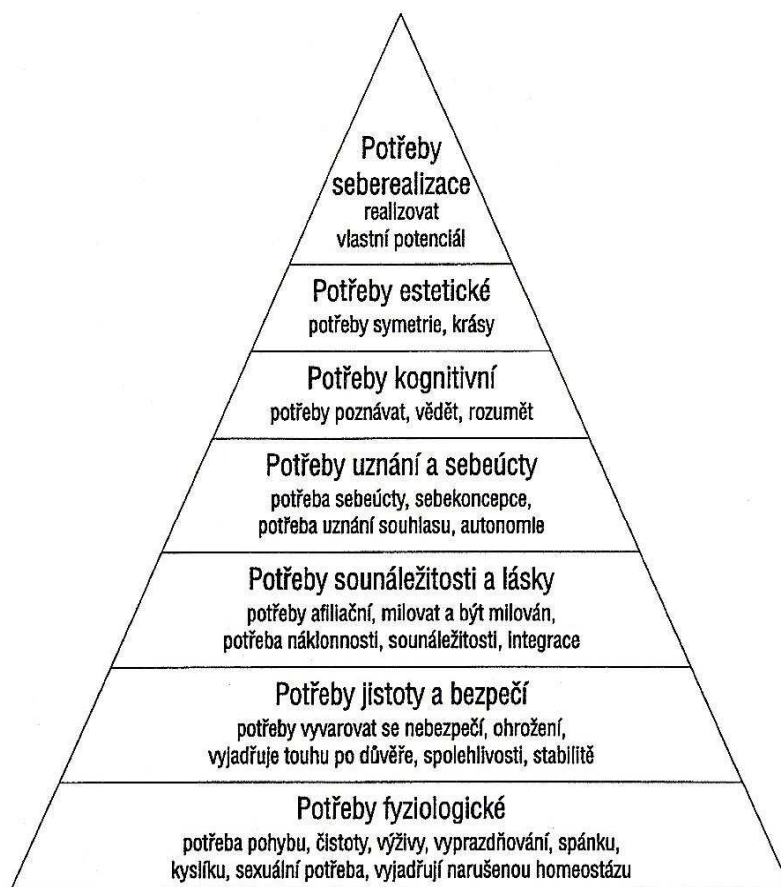 Potřeby
seberealizace
realizovat
vlastní potenciál
Potřeby estetické
potřeby symetrie, krásy
Potřeby kognitivní
potřeby poznávat, vědět, rozumět
Potřeby uznání a sebeúcty
potřeba sebeúcty, sebekoncepce,
potřeba uznání souhlasu, autonomie
Potřeby sounáležitosti a lásky
potřeby afiliační, milovat a být milován,
potřeba náklonnosti, sounáležitosti, integrace
Potřeby jistoty a bezpečí
potřeby vyvarovat se nebezpečí, ohrožení,
vyjadřuje touhu po důvěře, spolehlivosti, stabilitě
Potřeby fyziologické
potřeba pohybu, čistoty, výživy, vyprazdňování, spánku,
kyslíku, sexuální potřeba, vyjadřují narušenou homeostázu